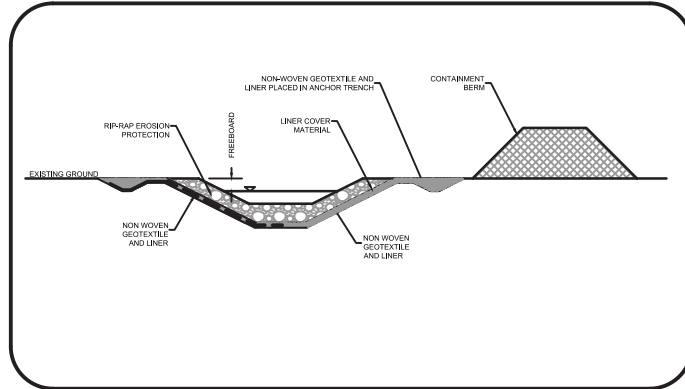 NON-WOVEN GEOTEXTILE AND
LINER PLACED IN ANCHOR TRENCH
CONTAINMENT
BERM
RIP-RAP EROSION
PROTECTION
FREEBOARD
LINER COVER
MATERIAL
EXISTING GROUND
NON WOVEN
GEOTEXTILE
AND LINER
NON WOVEN
GEOTEXTILE
AND LINER